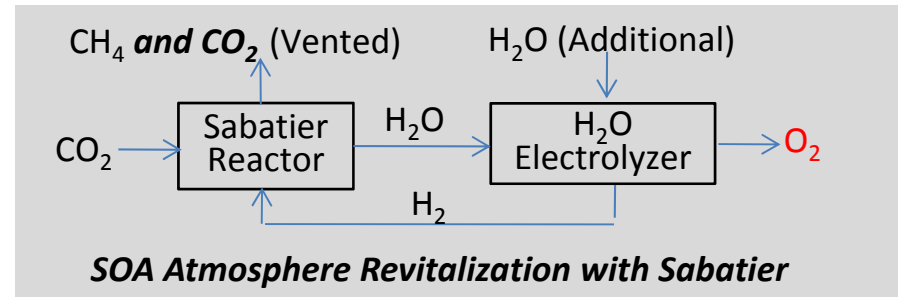 CH₄ and CO₂ (Vented)
H₂O (Additional)
CO₂
Sabatier
Reactor
H₂O
H₂O
Electrolyzer
O₂
H₂
SOA Atmosphere Revitalization with Sabatier